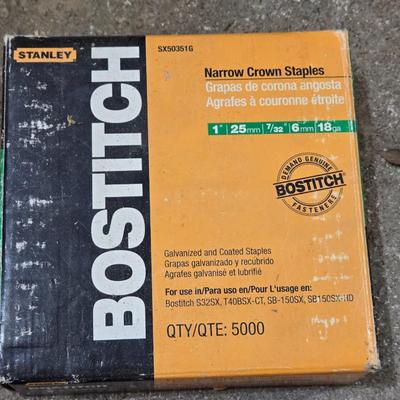 STANLEY
SX50351G
BOSTITCH
Narrow Crown Staples
Grapas de corona angosta
Agrafes à couronne étroite
1" 25mm 7/32" 6mm 18ga
DEMAND GENUINE
BOSTITCH
FASTENERS
Galvanized and Coated Staples
Grapas galvanizado y recubrido
Agrafes galvanisé et lubrifié
For use in/Para uso en/Pour L'usage en:
Bostitch S32SX, T40BSX-CT, SB-150SX, SB150SX-HD
QTY/QTE: 5000